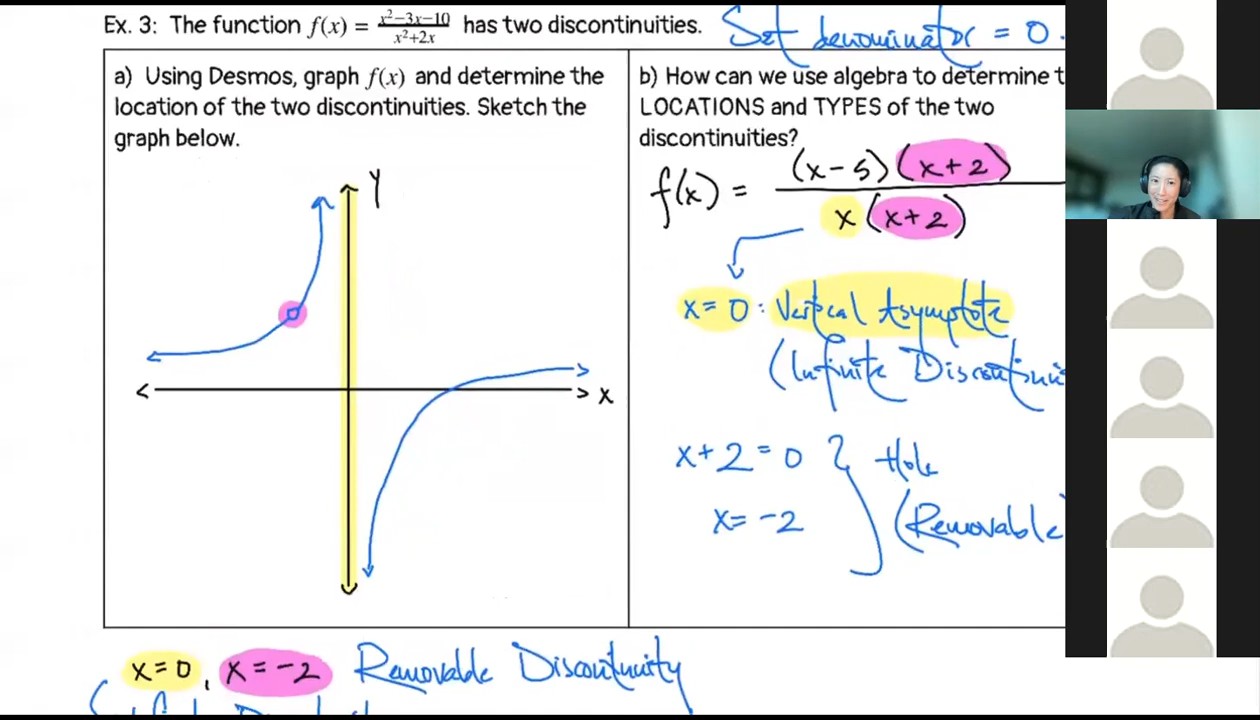 Ex. 3: The function f(x) = x²−3x−10 / x²+2x has two discontinuities.
Set denominator = 0.
a) Using Desmos, graph f(x) and determine the
location of the two discontinuities. Sketch the
graph below.
Y
X
b) How can we use algebra to determine t
LOCATIONS and TYPES of the two
discontinuities?
f(x) = (x-5)(x+2) / x(x+2)
x=0: Vertical Asymptote
(Infinite Discontinui
x+2=0 } Hole
x=-2 (Removable
x=0, x=-2 Removable Discontinuity